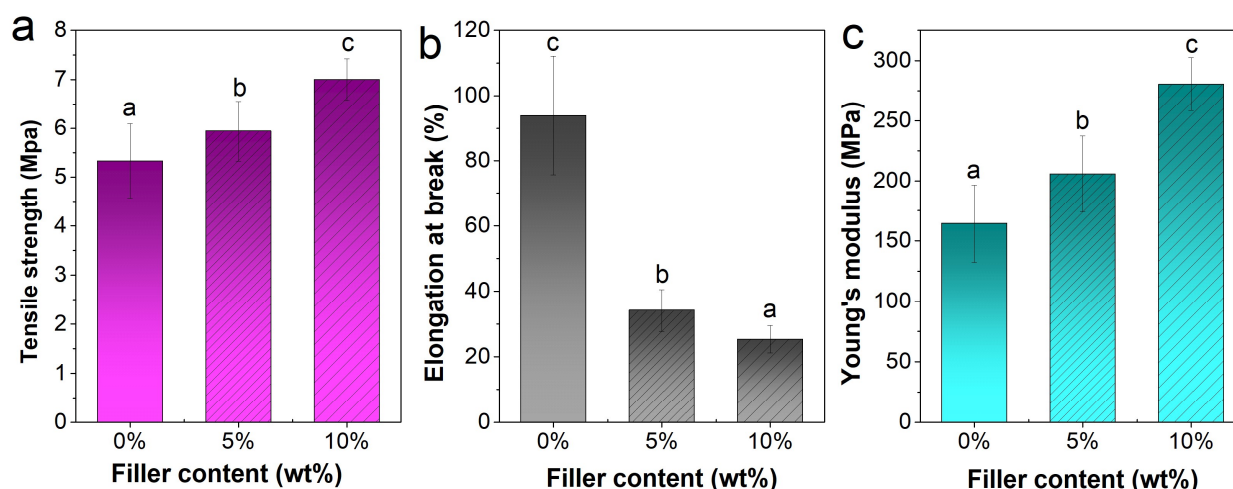 a
Tensile strength (Mpa)
8
7
6
5
4
3
2
1
0
a
b
c
0%
5%
10%
Filler content (wt%)
b
Elongation at break (%)
120
100
80
60
40
20
0
c
b
a
0%
5%
10%
Filler content (wt%)
c
Young's modulus (MPa)
300
250
200
150
100
50
0
a
b
c
0%
5%
10%
Filler content (wt%)